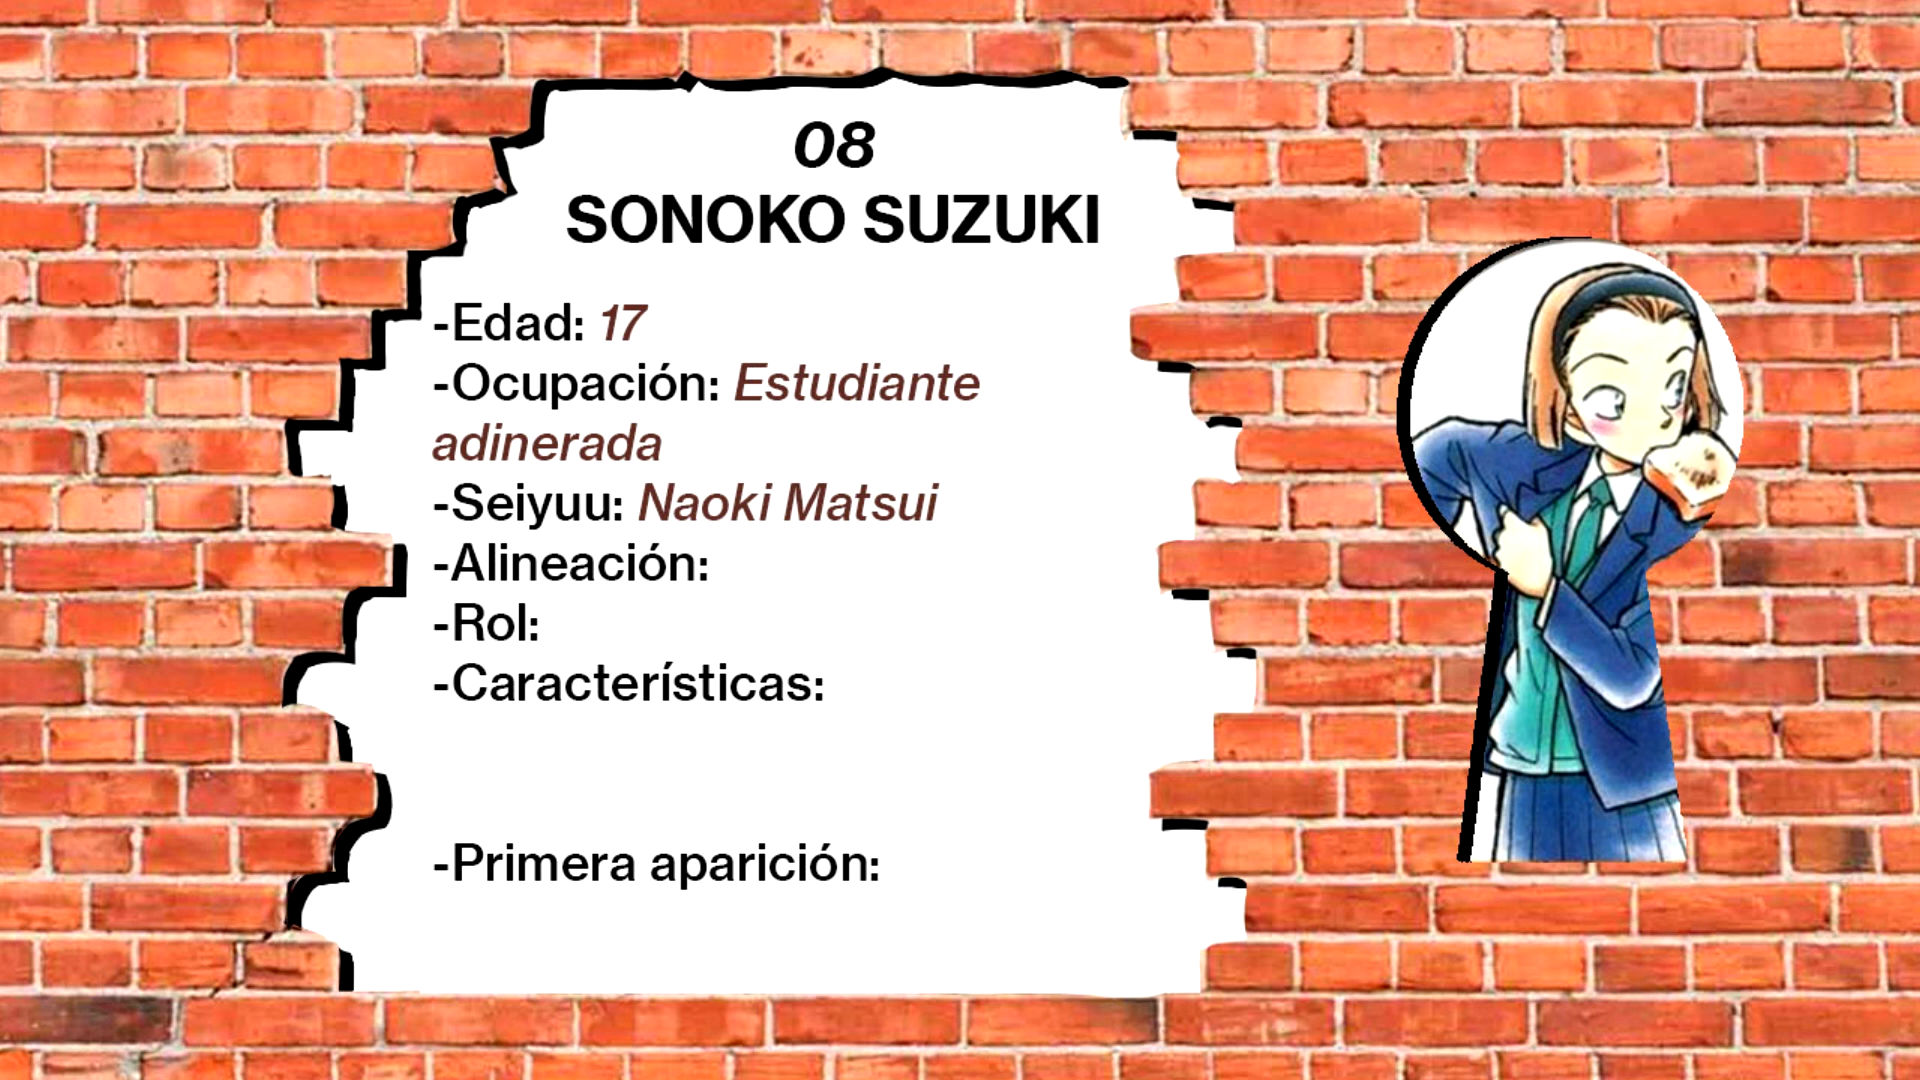 08
SONOKO SUZUKI
-Edad: 17
-Ocupación: Estudiante
adinerada
-Seiyuu: Naoki Matsui
-Alineación:
-Rol:
-Características:
-Primera aparición: